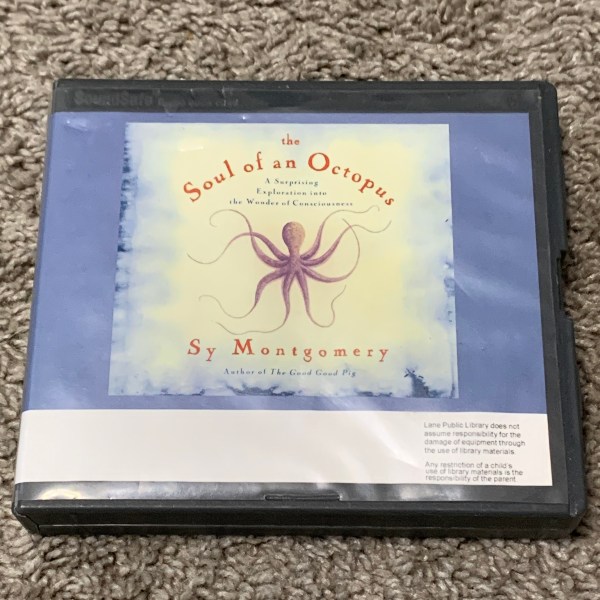 the
Soul of an Octopus
A Surprising
Exploration into
the Wonder of Consciousness
Sy Montgomery
Author of The Good Good Pig
Lane Public Library does not
assume responsibility for the
damage of equipment through
the use of library materials.
Any restriction of a child's
use of library materials is the
responsibility of the parent